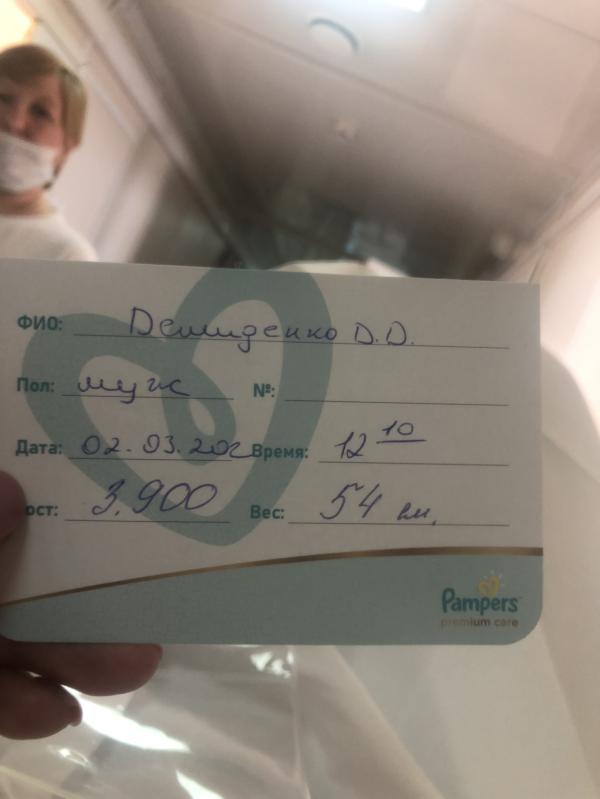 ФИО: Демиденко Д.Д.
Пол: муж №:
Дата: 02.03.202 Время: 12 10
ост: 3.900 Вес: 54 см.
Pampers
premium care